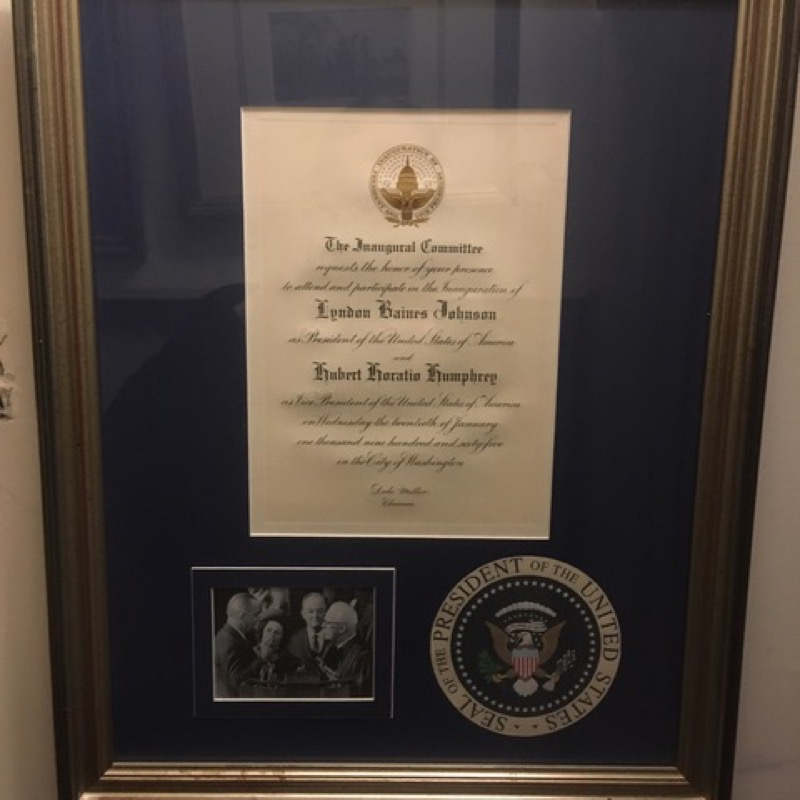 The Inaugural Committee
requests the honor of your presence
to attend and participate in the Inauguration of
Lyndon Baines Johnson
as President of the United States of America
and
Hubert Horatio Humphrey
as Vice President of the United States of America
on Wednesday the twentieth of January
one thousand nine hundred and sixty five
in the City of Washington
Dale Miller
Chairman
SEAL OF THE PRESIDENT OF THE UNITED STATES